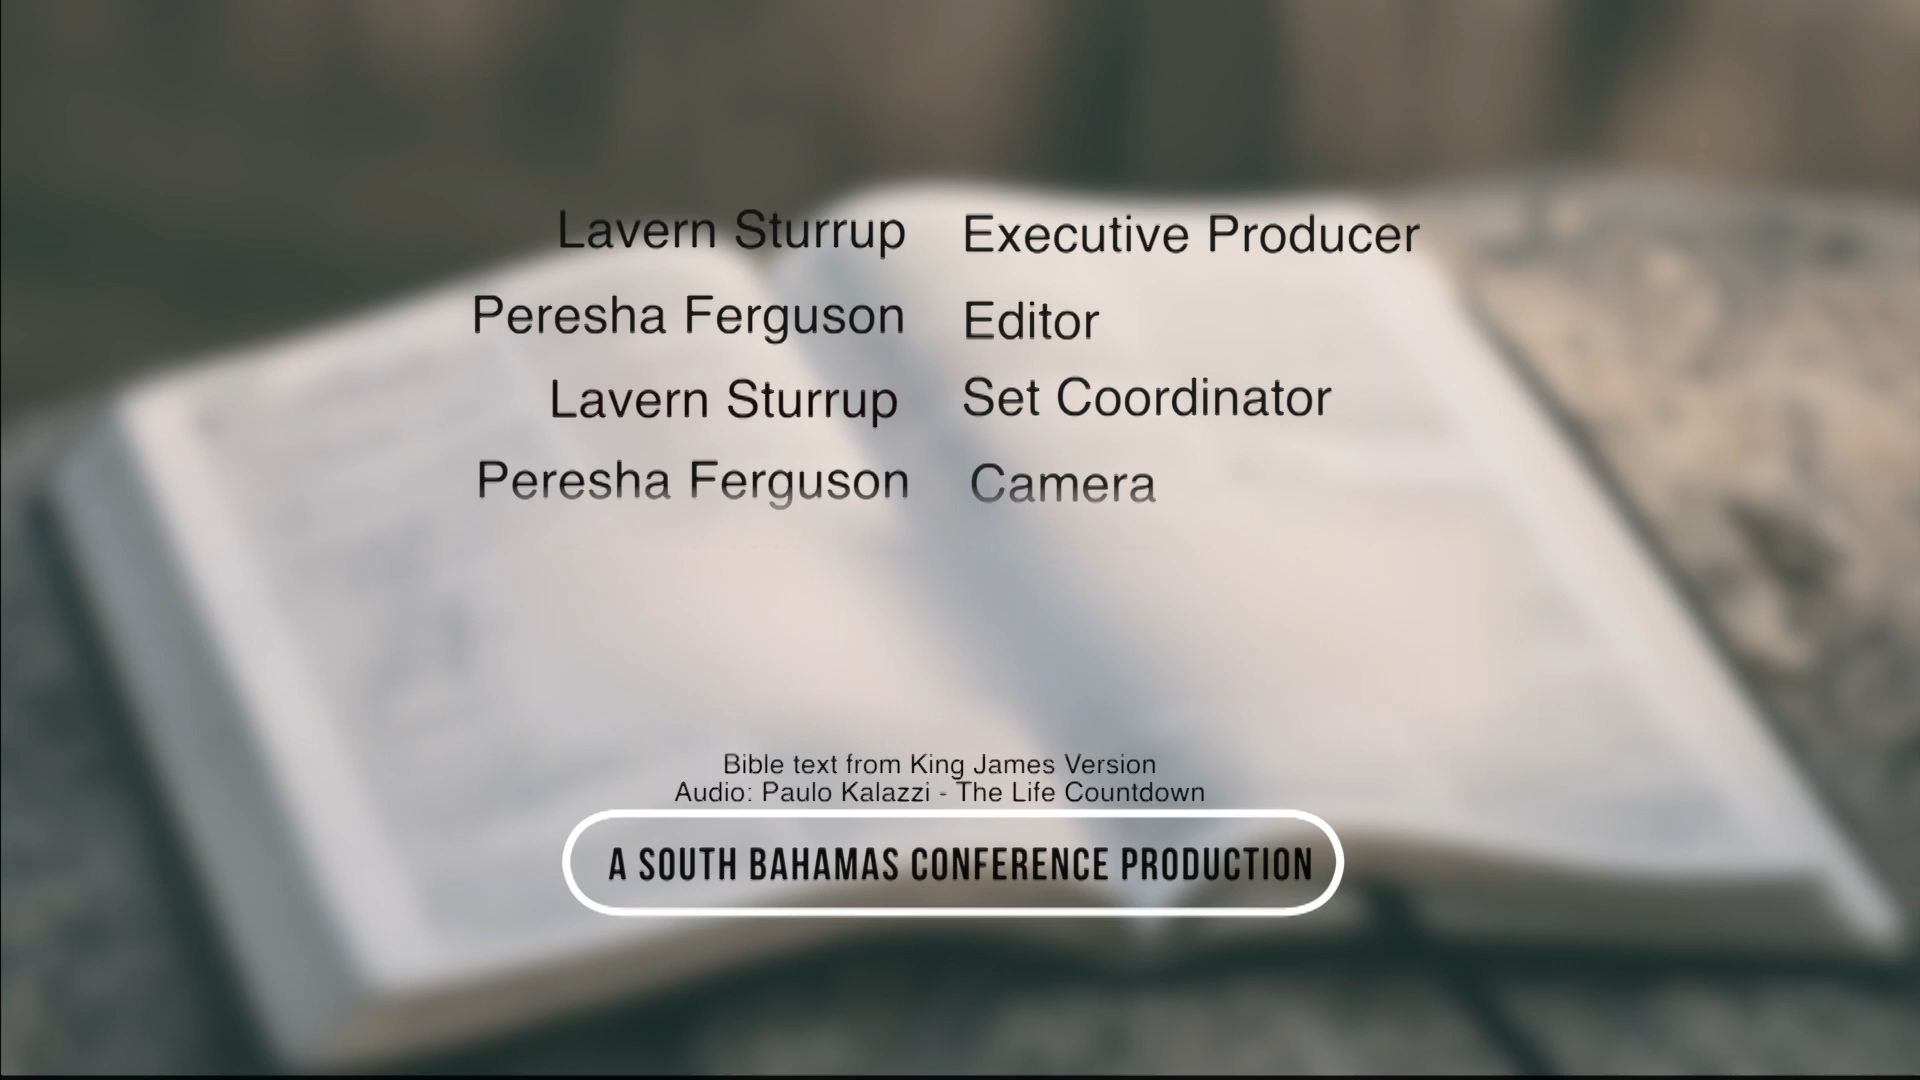 Lavern Sturrup Executive Producer
Peresha Ferguson Editor
Lavern Sturrup Set Coordinator
Peresha Ferguson Camera
Bible text from King James Version
Audio: Paulo Kalazzi - The Life Countdown
A SOUTH BAHAMAS CONFERENCE PRODUCTION